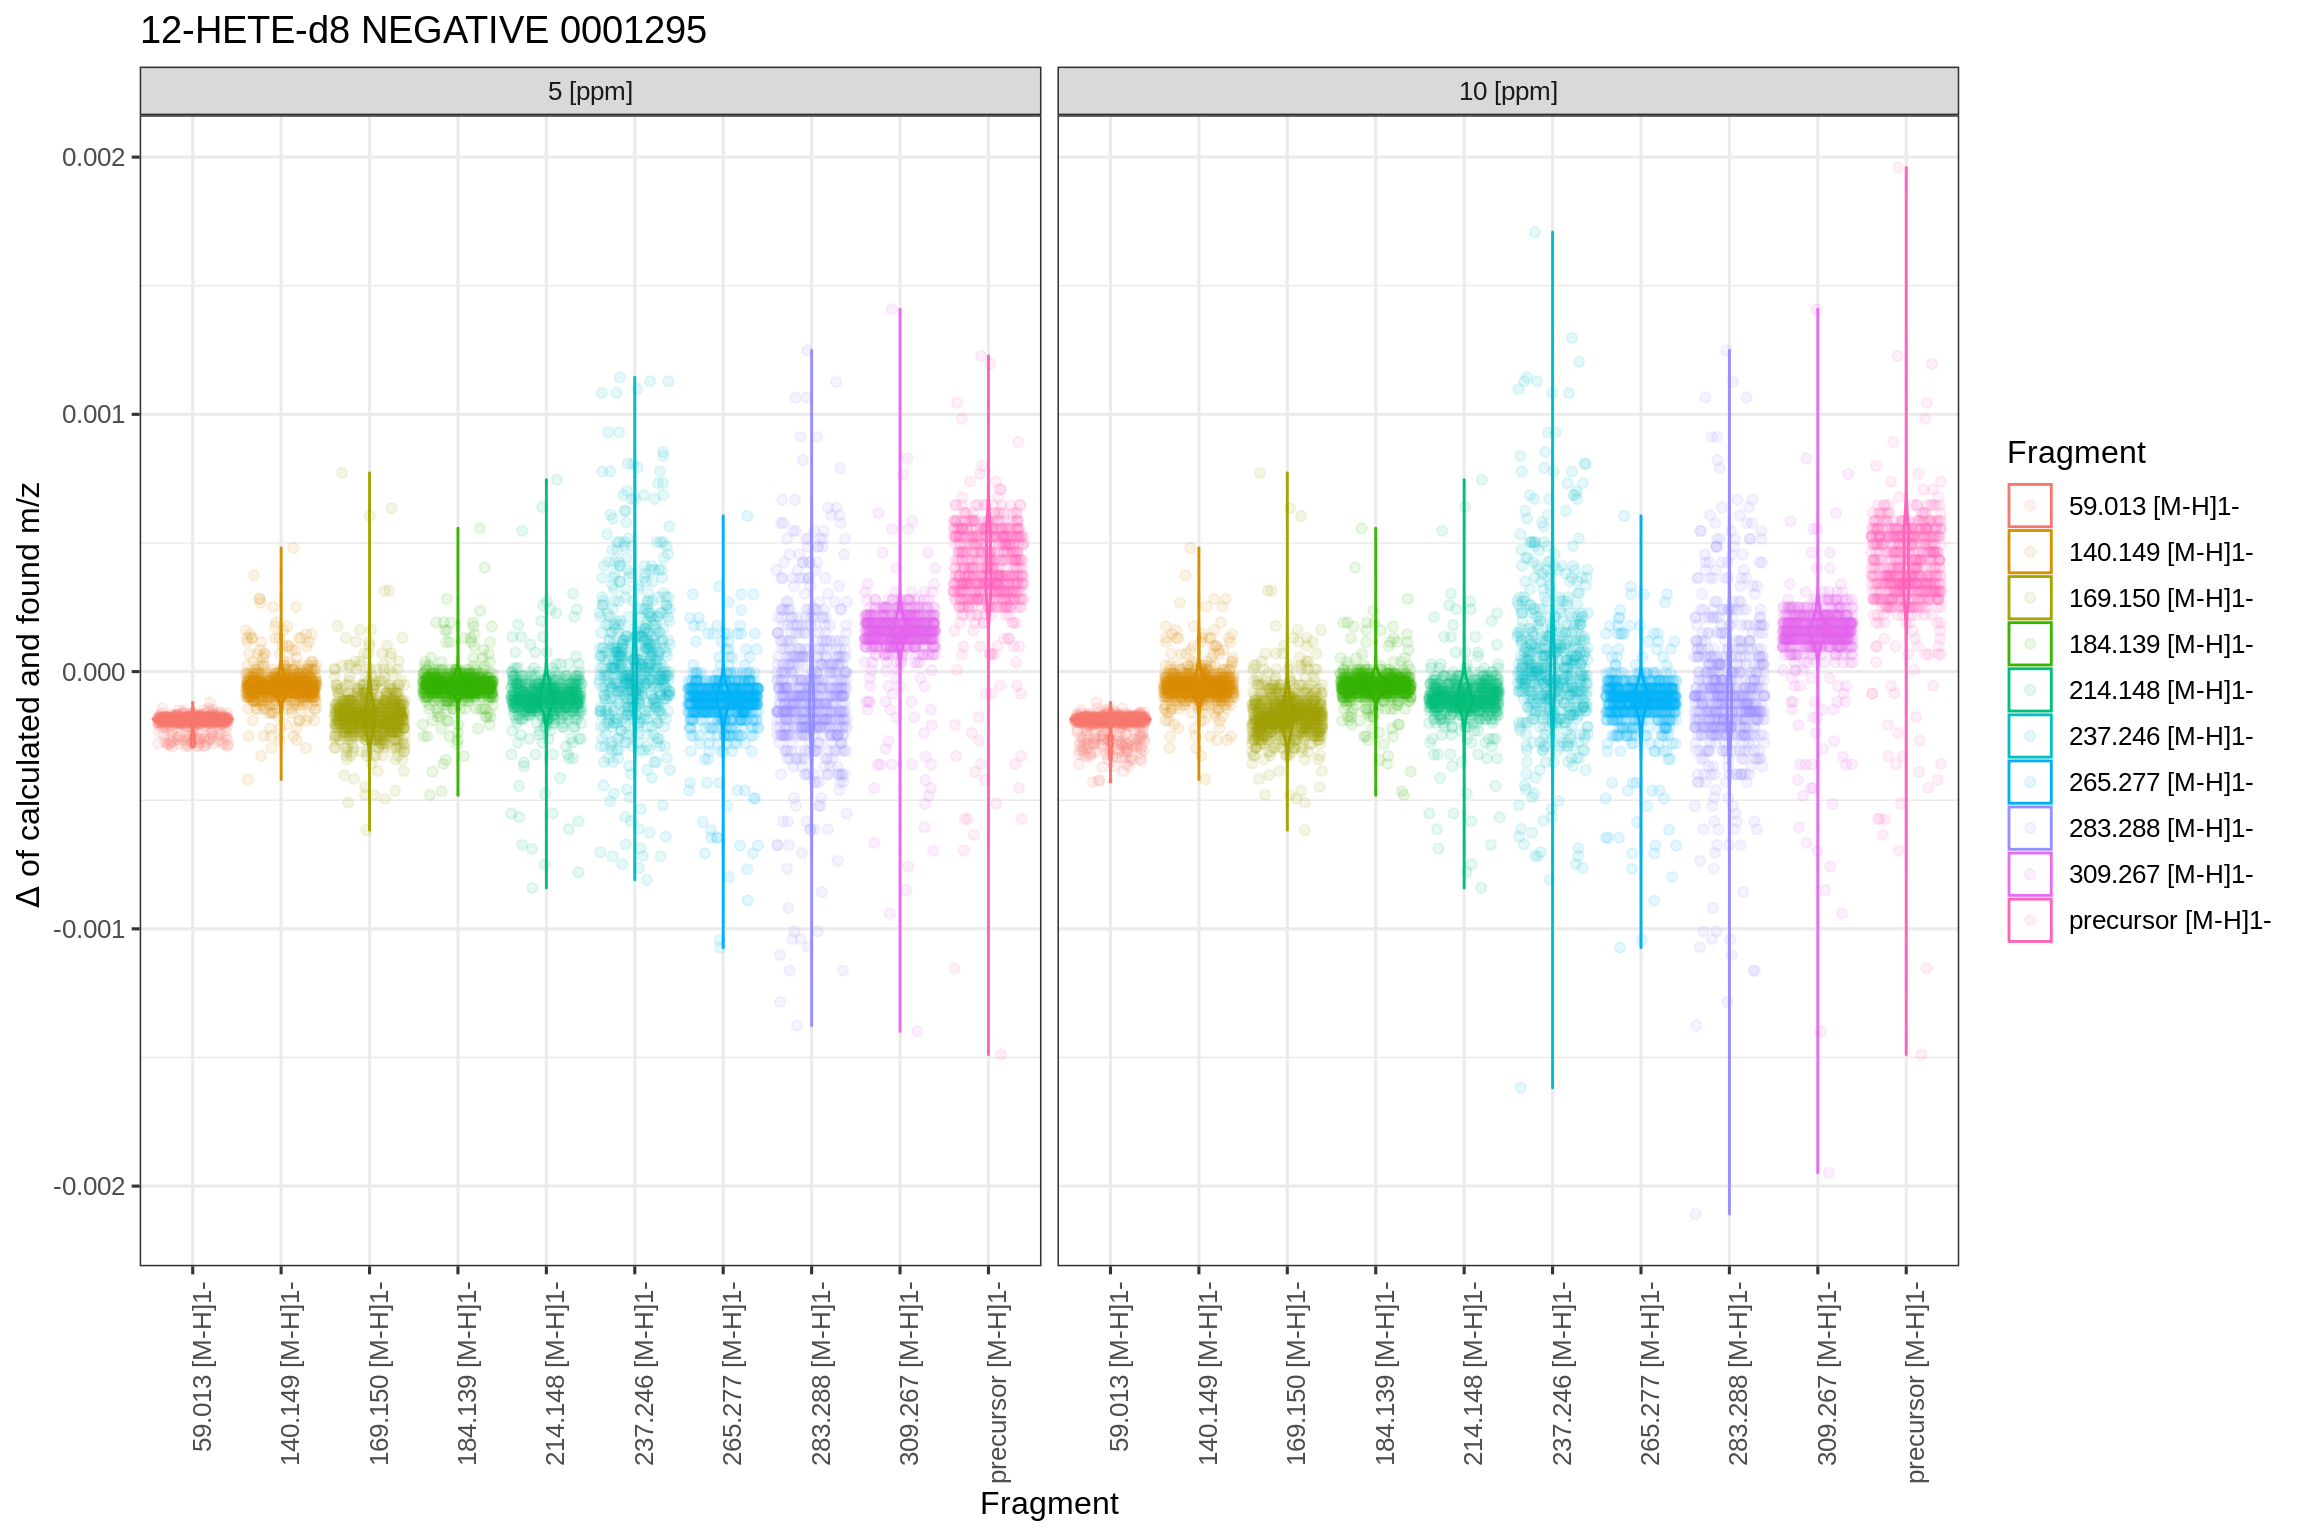 12-HETE-d8 NEGATIVE 0001295
5 [ppm]
10 [ppm]
0.002
0.001
0.000
-0.001
-0.002
Δ of calculated and found m/z
59.013 [M-H]1-
140.149 [M-H]1-
169.150 [M-H]1-
184.139 [M-H]1-
214.148 [M-H]1-
237.246 [M-H]1-
265.277 [M-H]1-
283.288 [M-H]1-
309.267 [M-H]1-
precursor [M-H]1-
59.013 [M-H]1-
140.149 [M-H]1-
169.150 [M-H]1-
184.139 [M-H]1-
214.148 [M-H]1-
237.246 [M-H]1-
265.277 [M-H]1-
283.288 [M-H]1-
309.267 [M-H]1-
precursor [M-H]1-
Fragment
Fragment
59.013 [M-H]1-
140.149 [M-H]1-
169.150 [M-H]1-
184.139 [M-H]1-
214.148 [M-H]1-
237.246 [M-H]1-
265.277 [M-H]1-
283.288 [M-H]1-
309.267 [M-H]1-
precursor [M-H]1-